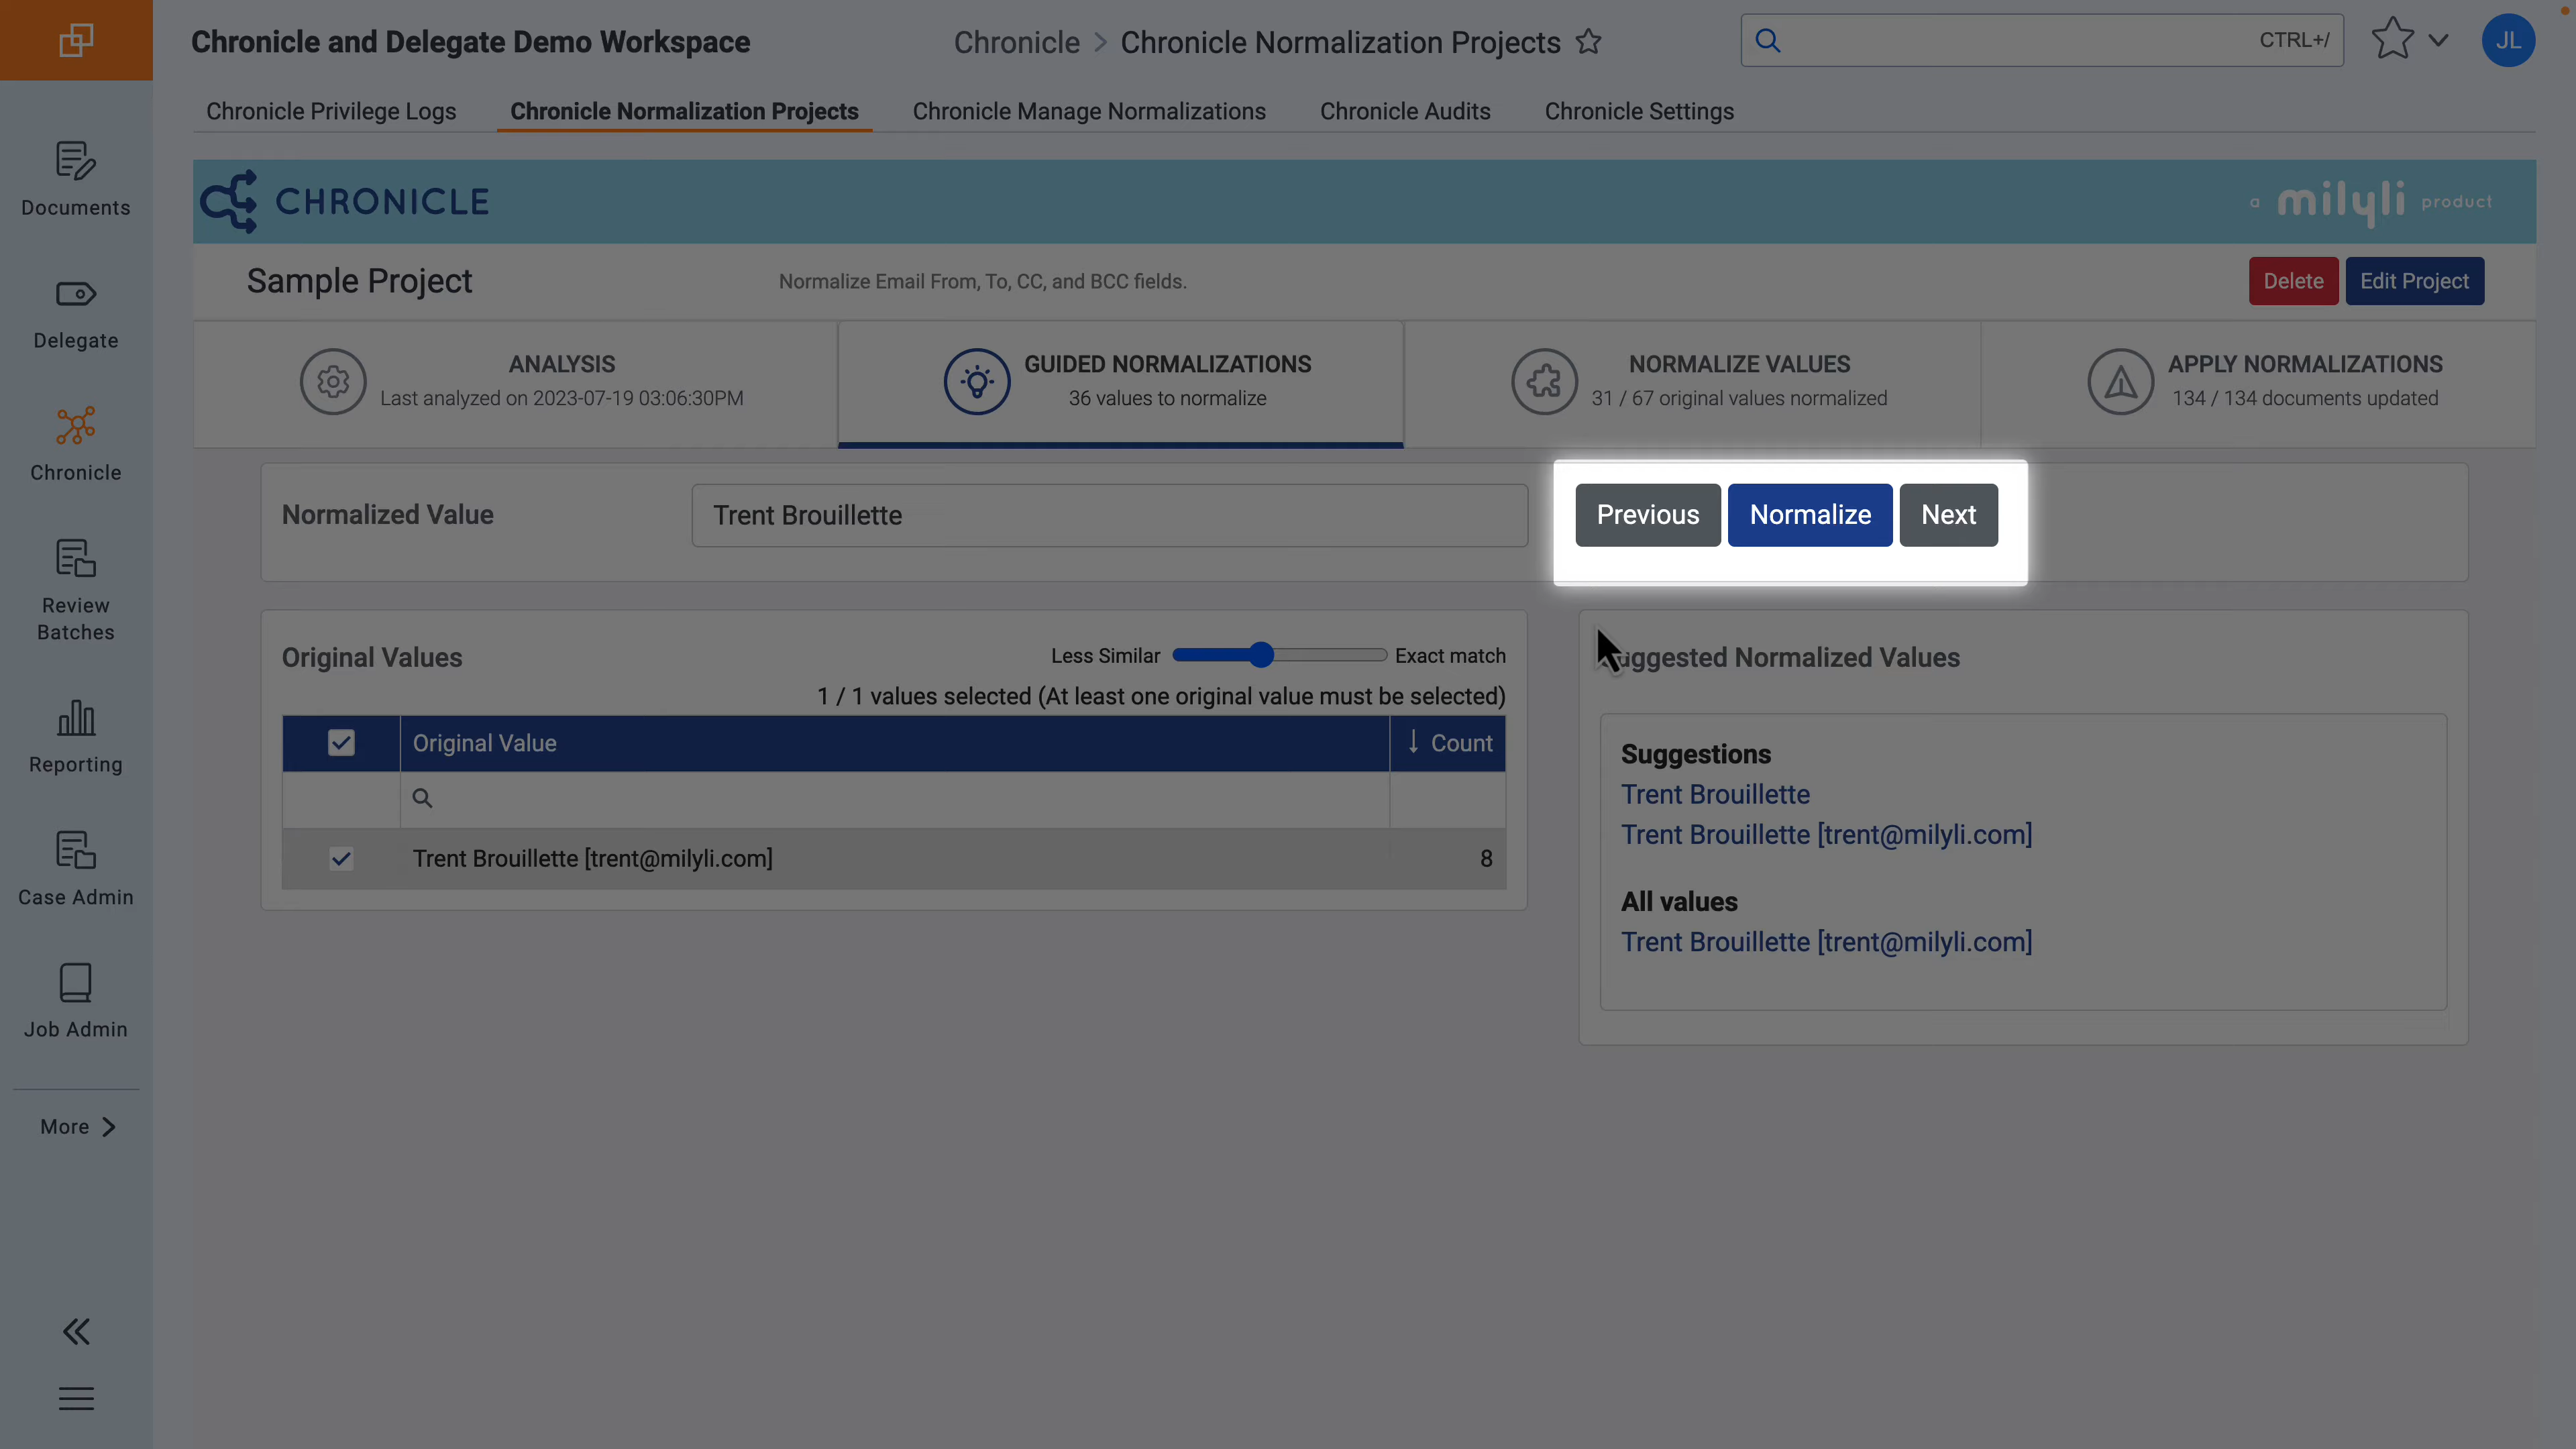 Chronicle and Delegate Demo Workspace
Chronicle > Chronicle Normalization Projects
CTRL+/
JL
Chronicle Privilege Logs
Chronicle Normalization Projects
Chronicle Manage Normalizations
Chronicle Audits
Chronicle Settings
Documents
Delegate
Chronicle
Review
Batches
Reporting
Case Admin
Job Admin
More
CHRONICLE
a milyli product
Sample Project
Normalize Email From, To, CC, and BCC fields.
Delete
Edit Project
ANALYSIS
Last analyzed on 2023-07-19 03:06:30PM
GUIDED NORMALIZATIONS
36 values to normalize
NORMALIZE VALUES
31 / 67 original values normalized
APPLY NORMALIZATIONS
134 / 134 documents updated
Normalized Value
Trent Brouillette
Previous
Normalize
Next
Original Values
Less Similar
Exact match
1 / 1 values selected (At least one original value must be selected)
Original Value
Count
Trent Brouillette [trent@milyli.com]
8
uggested Normalized Values
Suggestions
Trent Brouillette
Trent Brouillette [trent@milyli.com]
All values
Trent Brouillette [trent@milyli.com]